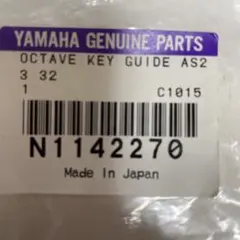 YAMAHA GENUINE PARTS
OCTAVE KEY GUIDE AS2
3 32
1 C1015
N1142270
Made In Japan